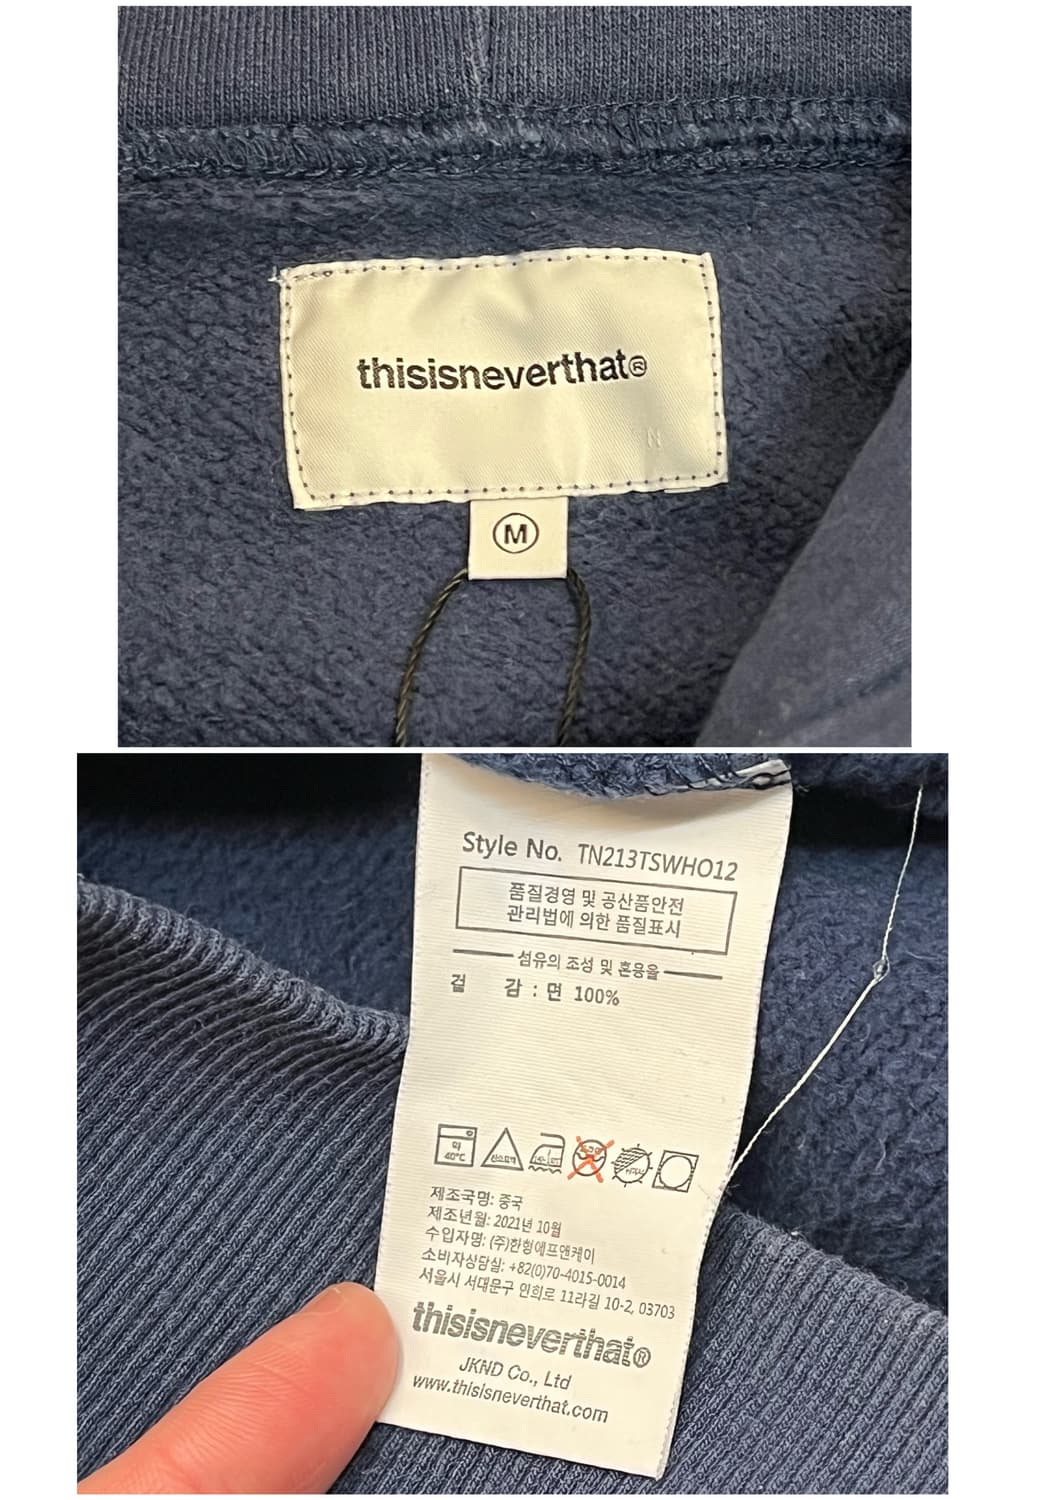 thisisneverthat®
M
Style No. TN213TSWHO12
품질경영 및 공산품안전
관리법에 의한 품질표시
섬유의 조성 및 혼용율
겉 감 : 면 100%
약
40℃
제조국명: 중국
제조년월: 2021년 10월
수입자명: (주)한형에프앤케이
소비자상담실: +82(0)70-4015-0014
서울시 서대문구 연희로 11라길 10-2, 03703
thisisneverthat®
JKND Co., Ltd
www.thisisneverthat.com